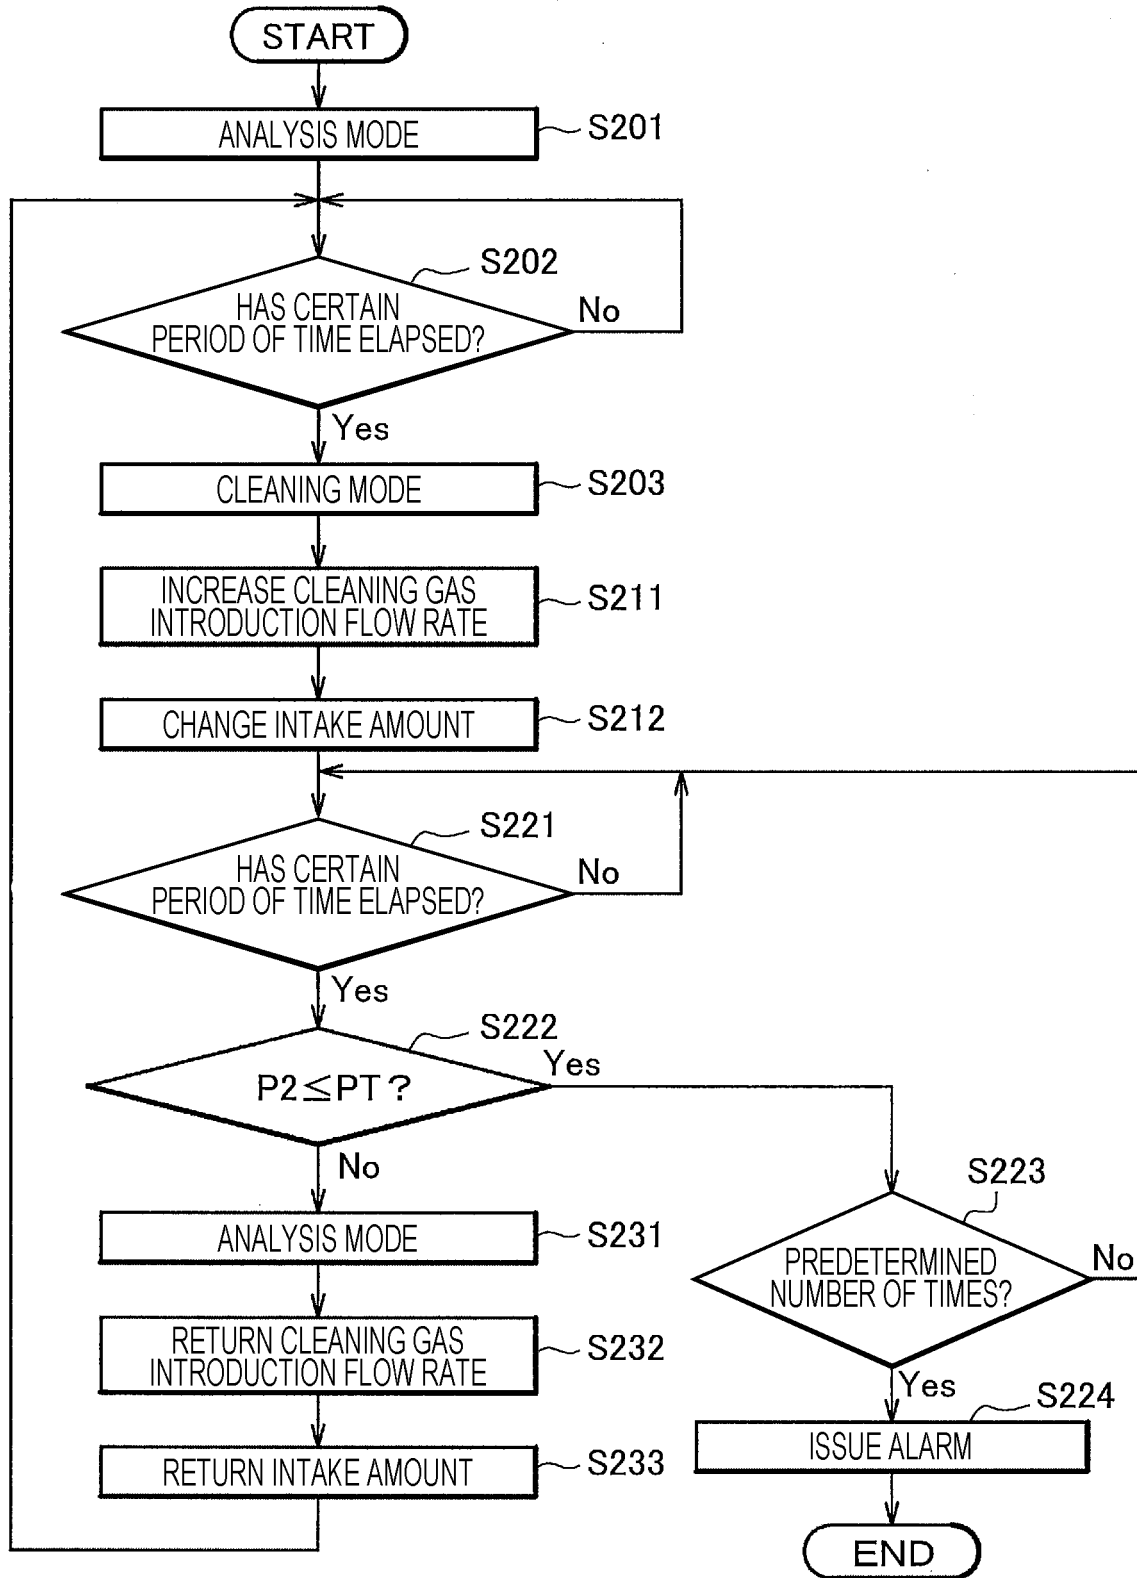 START
ANALYSIS MODE
S201
S202
HAS CERTAIN
PERIOD OF TIME ELAPSED?
No
Yes
CLEANING MODE
S203
INCREASE CLEANING GAS
INTRODUCTION FLOW RATE
S211
CHANGE INTAKE AMOUNT
S212
S221
HAS CERTAIN
PERIOD OF TIME ELAPSED?
No
Yes
S222
P2≦PT?
Yes
No
S223
PREDETERMINED
NUMBER OF TIMES?
No
Yes
ANALYSIS MODE
S231
RETURN CLEANING GAS
INTRODUCTION FLOW RATE
S232
S224
ISSUE ALARM
RETURN INTAKE AMOUNT
S233
END